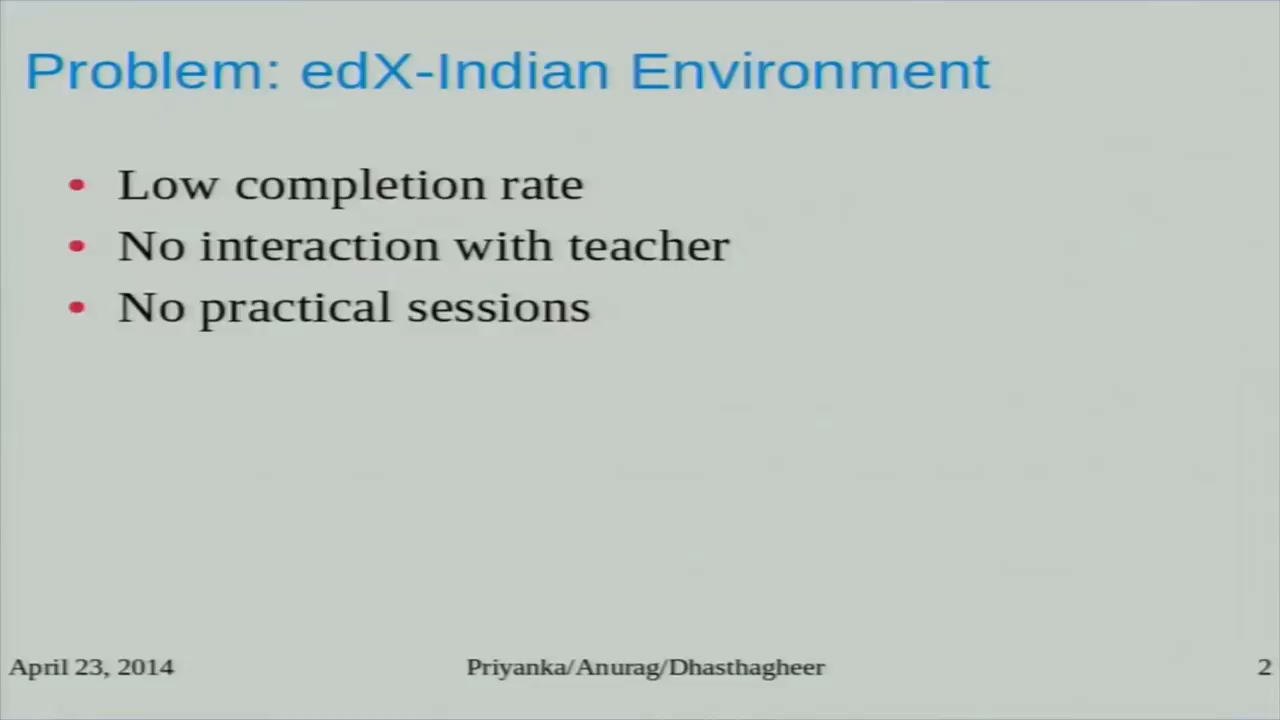 Problem: edX-Indian Environment
• Low completion rate
• No interaction with teacher
• No practical sessions
April 23, 2014 Priyanka/Anurag/Dhasthagheer 2